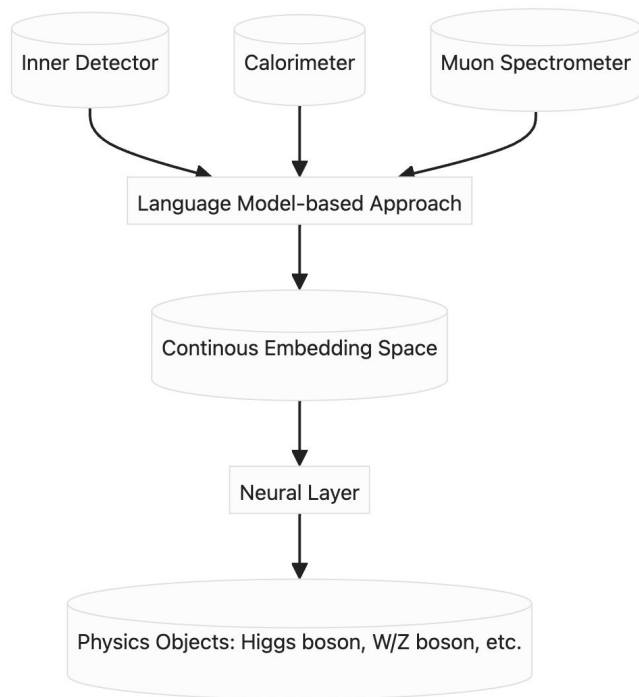 Inner Detector
Calorimeter
Muon Spectrometer
Language Model-based Approach
Continous Embedding Space
Neural Layer
Physics Objects: Higgs boson, W/Z boson, etc.